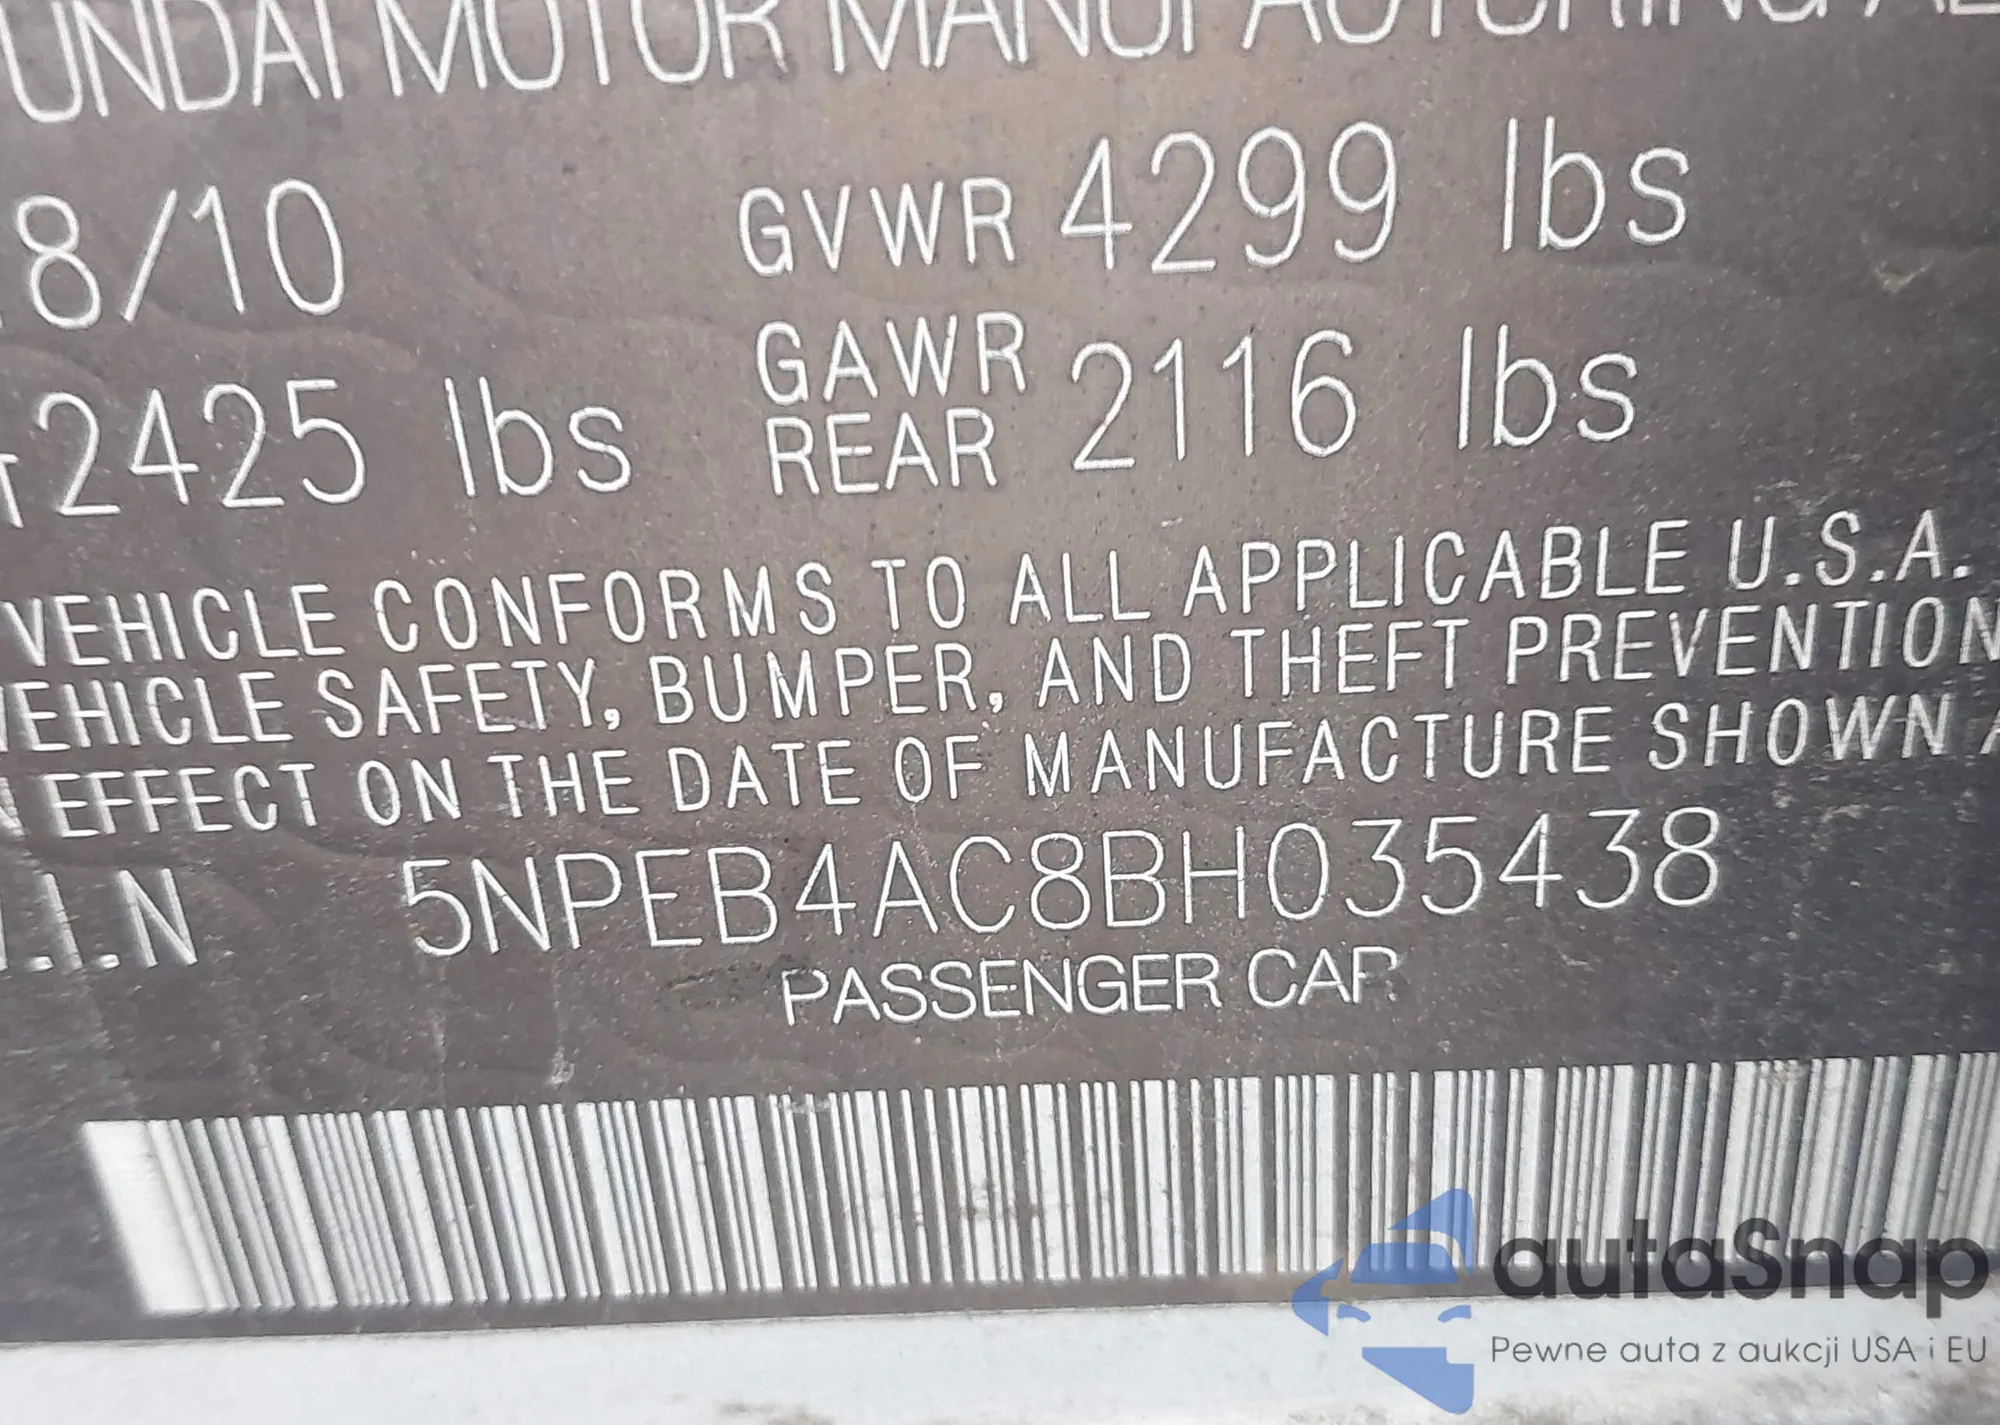 UNDAI MOTOR MANUFACTURING AL
8/10 GVWR 4299 lbs
T 2425 lbs GAWR REAR 2116 lbs
VEHICLE CONFORMS TO ALL APPLICABLE U.S.A.
VEHICLE SAFETY, BUMPER, AND THEFT PREVENTION
N EFFECT ON THE DATE OF MANUFACTURE SHOWN A
.I.N 5NPEB4AC8BH035438
PASSENGER CAR
autaSnap
Pewne auta z aukcji USA i EU